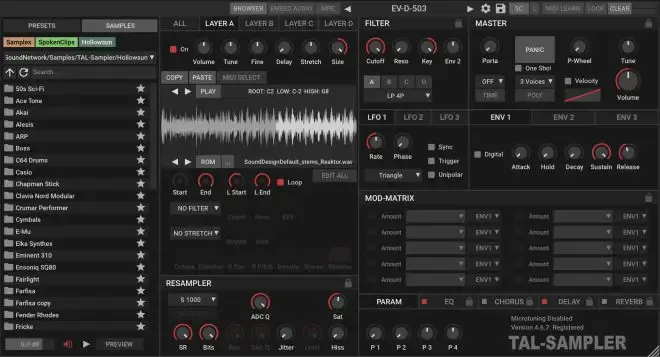 BROWSER EMBED AUDIO MPE EV-D-503 SC L MIDI LEARN LOCK CLEAR
PRESETS SAMPLES
Samples SpokenClips Hollowsun
SoundNetwork/Samples/TAL-Sampler/Hollowsun
Search...
50s Sci-Fi
Ace Tone
Akai
Alesis
ARP
Boss
C64 Drums
Casio
Chapman Stick
Clavia Nord Modular
Crumar Performer
Cymbals
E-Mu
Elka Synthex
Eminent 310
Ensoniq SQ80
Fairlight
Farfisa
Farfisa copy
Fender Rhodes
Fricke
0.0 dB PREVIEW
ALL LAYER A LAYER B LAYER C LAYER D
On Volume Tune Fine Delay Stretch Size
COPY PASTE MIDI SELECT
PLAY ROOT: C2 LOW: C-2 HIGH: G8
ROM ... SoundDesignDefault_stems_Reaktor.wav
Start End L Start L End Loop EDIT ALL
NO FILTER Cutoff Reso KEY
NO STRETCH
Octave Detection R.Pos R.Pitch Density Stereo Window
RESAMPLER
S 1000 ADC Q Sat
SR Bits Jitter Hiss
FILTER
Cutoff Reso Key Env 2
A B C D
LP 4P
MASTER
Porta PANIC P-Wheel Tune
One Shot
OFF 3 Voices Velocity
TIME POLY Volume
LFO 1 LFO 2 LFO 3
Rate Phase Sync
Trigger
Triangle Unipolar
ENV 1 ENV 2 ENV 3
Digital Attack Hold Decay Sustain Release
MOD-MATRIX
Amount ENV1 Amount ENV1
Amount ENV1 Amount ENV1
Amount ENV1 Amount ENV1
Amount ENV1 Amount ENV1
Amount ENV1 Amount ENV1
PARAM EQ CHORUS DELAY REVERB
P 1 P 2 P 3 P 4
Microtuning Disabled
Version 4.6.7: Registered
TAL-SAMPLER